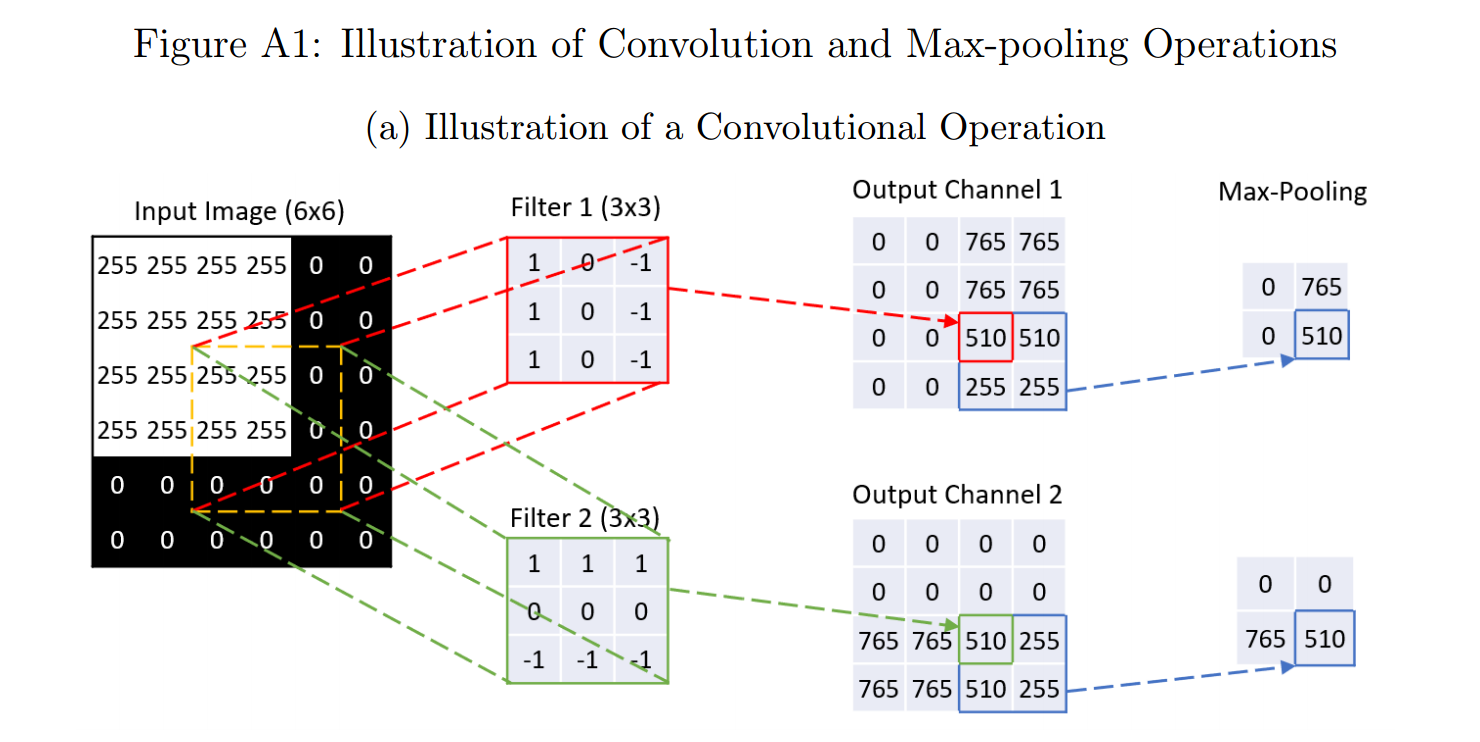 Figure A1: Illustration of Convolution and Max-pooling Operations
(a) Illustration of a Convolutional Operation
Input Image (6x6)
255 255 255 255 0 0
255 255 255 255 0 0
255 255 255 255 0 0
255 255 255 255 0 0
0 0 0 0 0 0
0 0 0 0 0 0
Filter 1 (3x3)
1 0 -1
1 0 -1
1 0 -1
Output Channel 1
0 0 765 765
0 0 765 765
0 0 510 510
0 0 255 255
Max-Pooling
0 765
0 510
Filter 2 (3x3)
1 1 1
0 0 0
-1 -1 -1
Output Channel 2
0 0 0 0
0 0 0 0
765 765 510 255
765 765 510 255
0 0
765 510